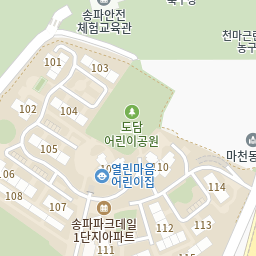 송파안전
체험교육관
천마근린
농구
101
103
102
104
도담
어린이공원
105
마천동
106
열린마음
어린이집
107
114
송파파크데일
1단지아파트
112
113
111